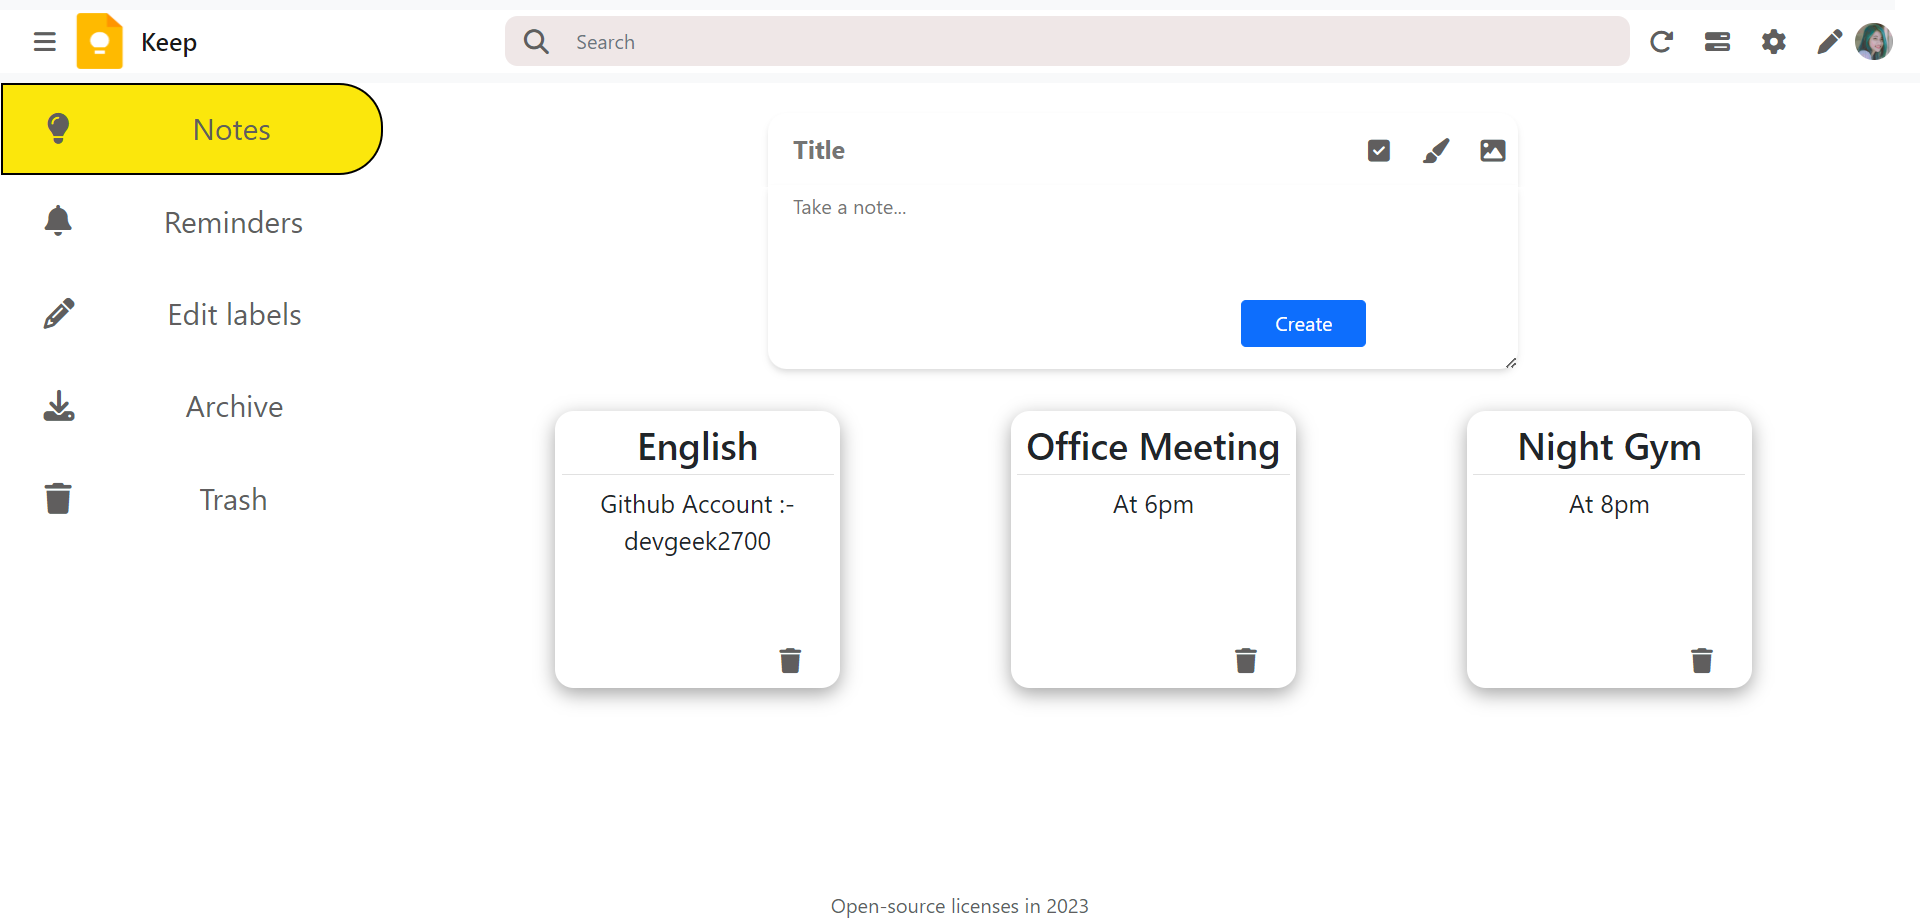 Keep
Search
Notes
Reminders
Edit labels
Archive
Trash
Title
Take a note...
Create
English
Github Account :-
devgeek2700
Office Meeting
At 6pm
Night Gym
At 8pm
Open-source licenses in 2023